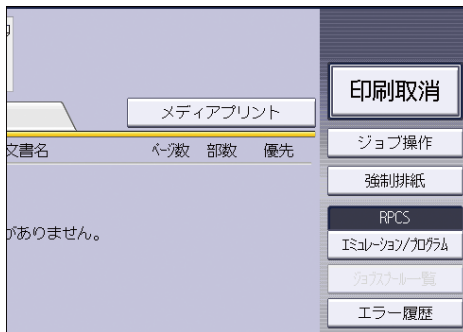 印刷取消
メディアプリント
ジョブ操作
文書名 ﾍﾟｰｼﾞ数 部数 優先
強制排紙
がありません。
RPCS
ｴﾐｭﾚｰｼｮﾝ/ﾌﾟﾛｸﾞﾗﾑ
ｼﾞｮﾌﾞｽﾌﾟｰﾙ一覧
エラー履歴